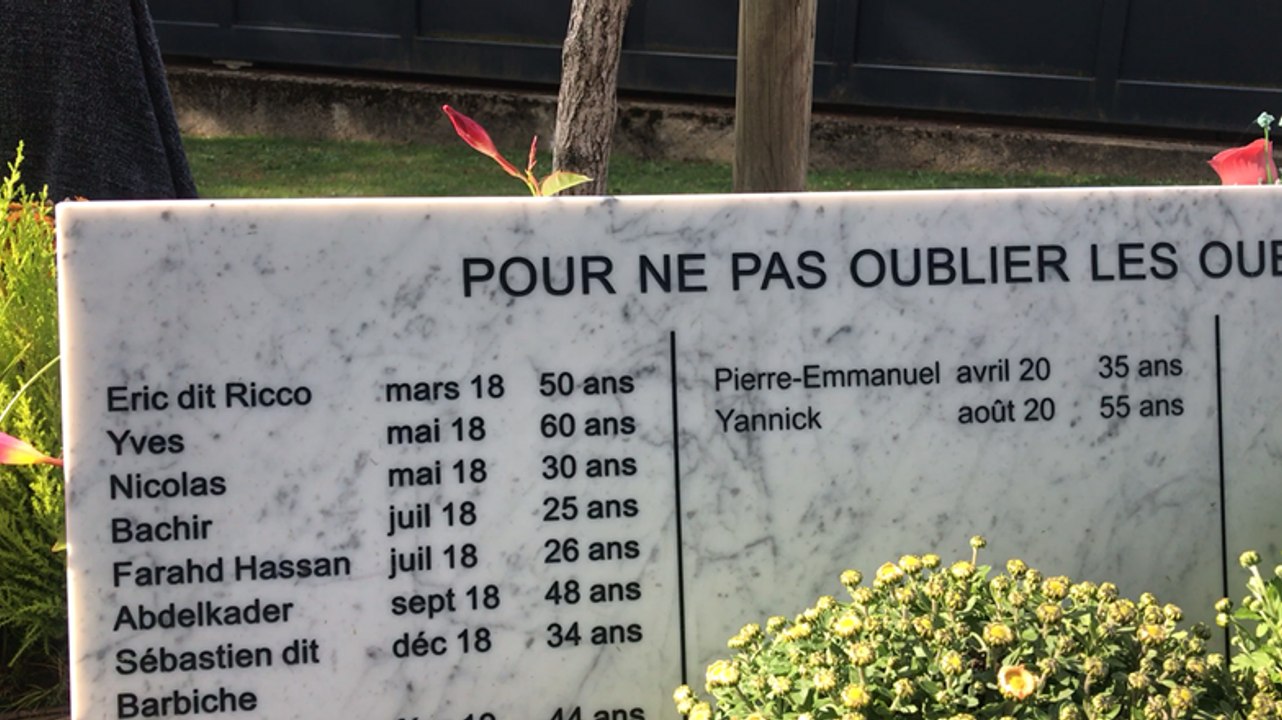 POUR NE PAS OUBLIER LES
Eric dit Ricco mars 18 50 ans
Yves mai 18 60 ans
Nicolas mai 18 30 ans
Bachir juil 18 25 ans
Farahd Hassan juil 18 26 ans
Abdelkader sept 18 48 ans
Sébastien dit déc 18 34 ans
Barbiche
44 ans
Pierre-Emmanuel avril 20 35 ans
Yannick août 20 55 ans